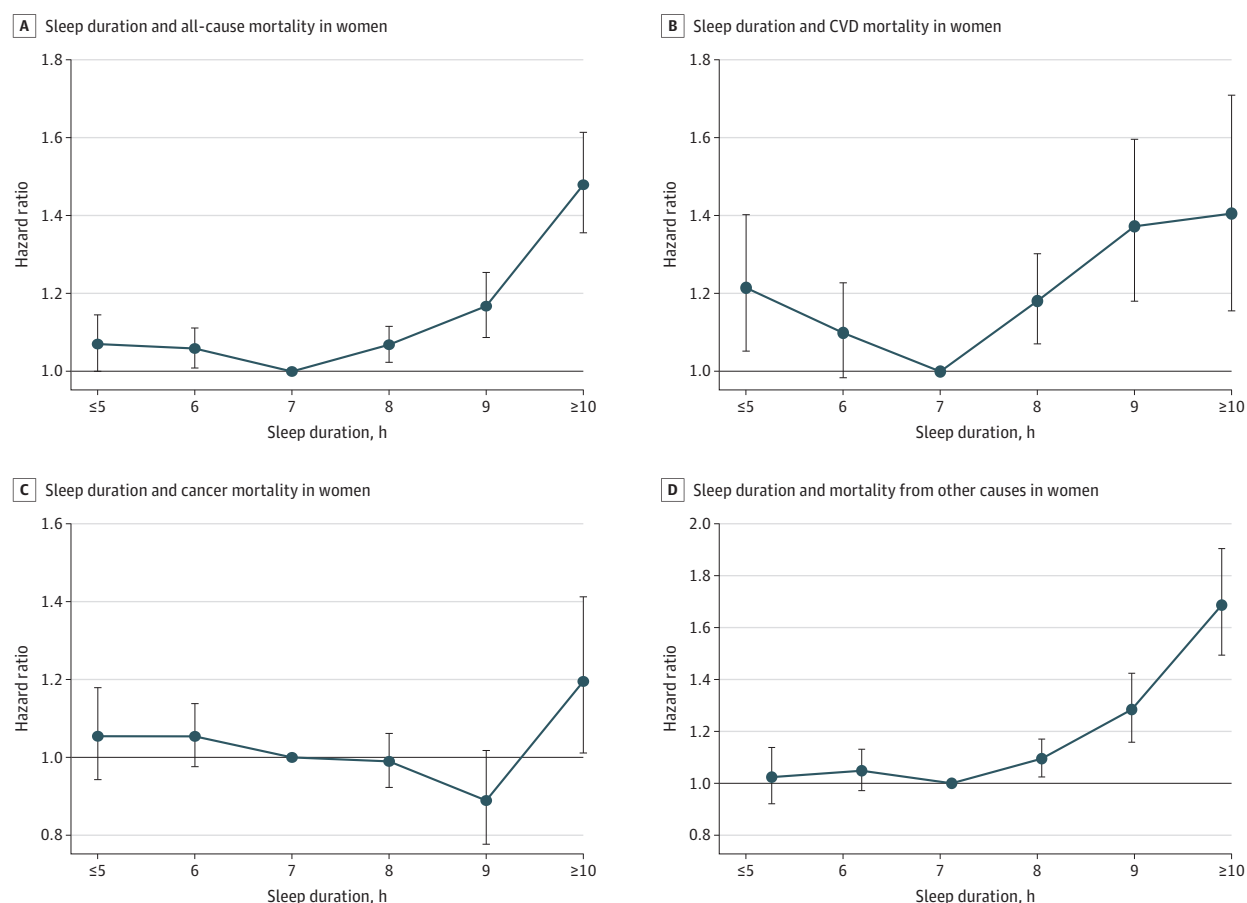 A Sleep duration and all-cause mortality in women
1.8
1.6
1.4
1.2
1.0
Hazard ratio
≤5 6 7 8 9 ≥10
Sleep duration, h
B Sleep duration and CVD mortality in women
1.8
1.6
1.4
1.2
1.0
Hazard ratio
≤5 6 7 8 9 ≥10
Sleep duration, h
C Sleep duration and cancer mortality in women
1.6
1.4
1.2
1.0
0.8
Hazard ratio
≤5 6 7 8 9 ≥10
Sleep duration, h
D Sleep duration and mortality from other causes in women
2.0
1.8
1.6
1.4
1.2
1.0
0.8
Hazard ratio
≤5 6 7 8 9 ≥10
Sleep duration, h